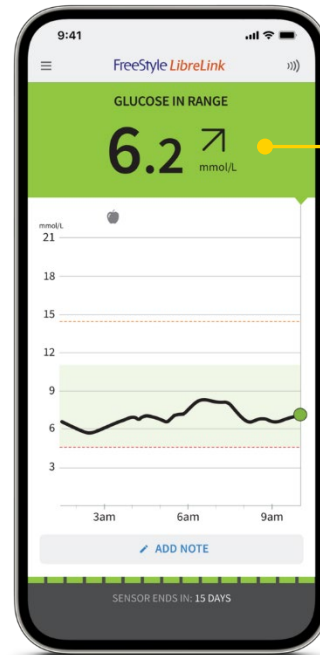 9:41
FreeStyle LibreLink
GLUCOSE IN RANGE
6.2
mmol/L
mmol/L
21
18
15
12
9
6
3
3am 6am 9am
ADD NOTE
SENSOR ENDS IN: 15 DAYS